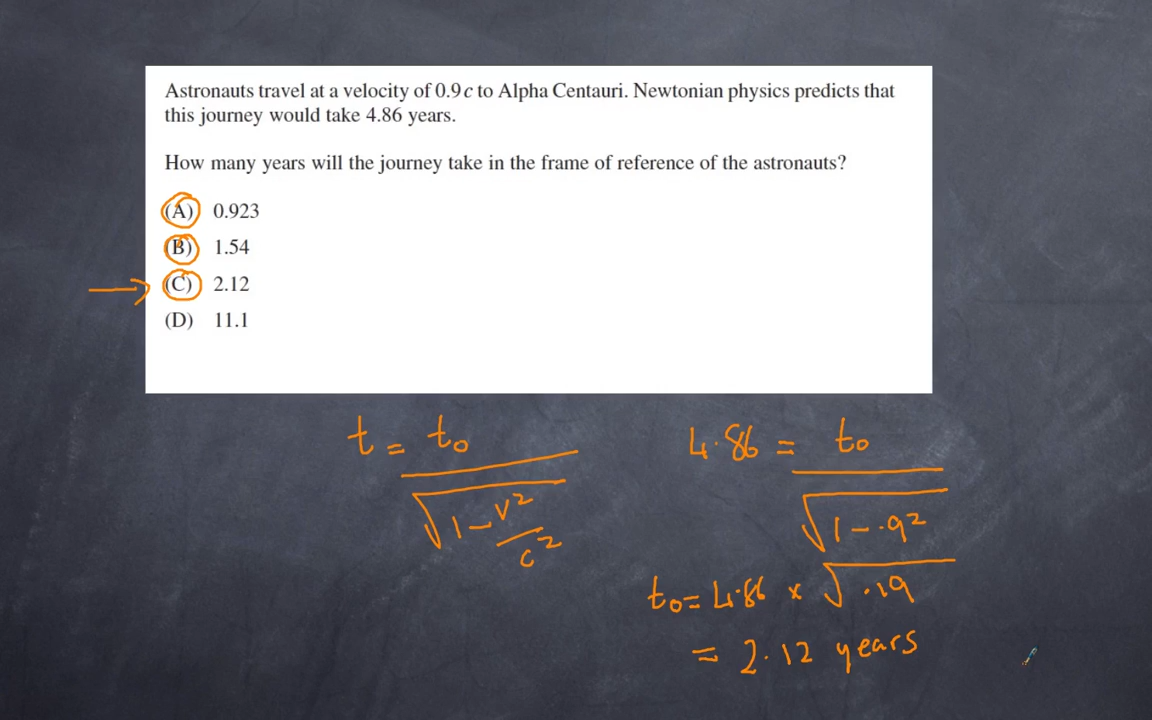 Astronauts travel at a velocity of 0.9c to Alpha Centauri. Newtonian physics predicts that
this journey would take 4.86 years.
How many years will the journey take in the frame of reference of the astronauts?
(A) 0.923
(B) 1.54
→ (C) 2.12
(D) 11.1
t = t₀ / √(1 - v²/c²)
4.86 = t₀ / √(1 - .9²)
t₀ = 4.86 × √.19
= 2.12 years